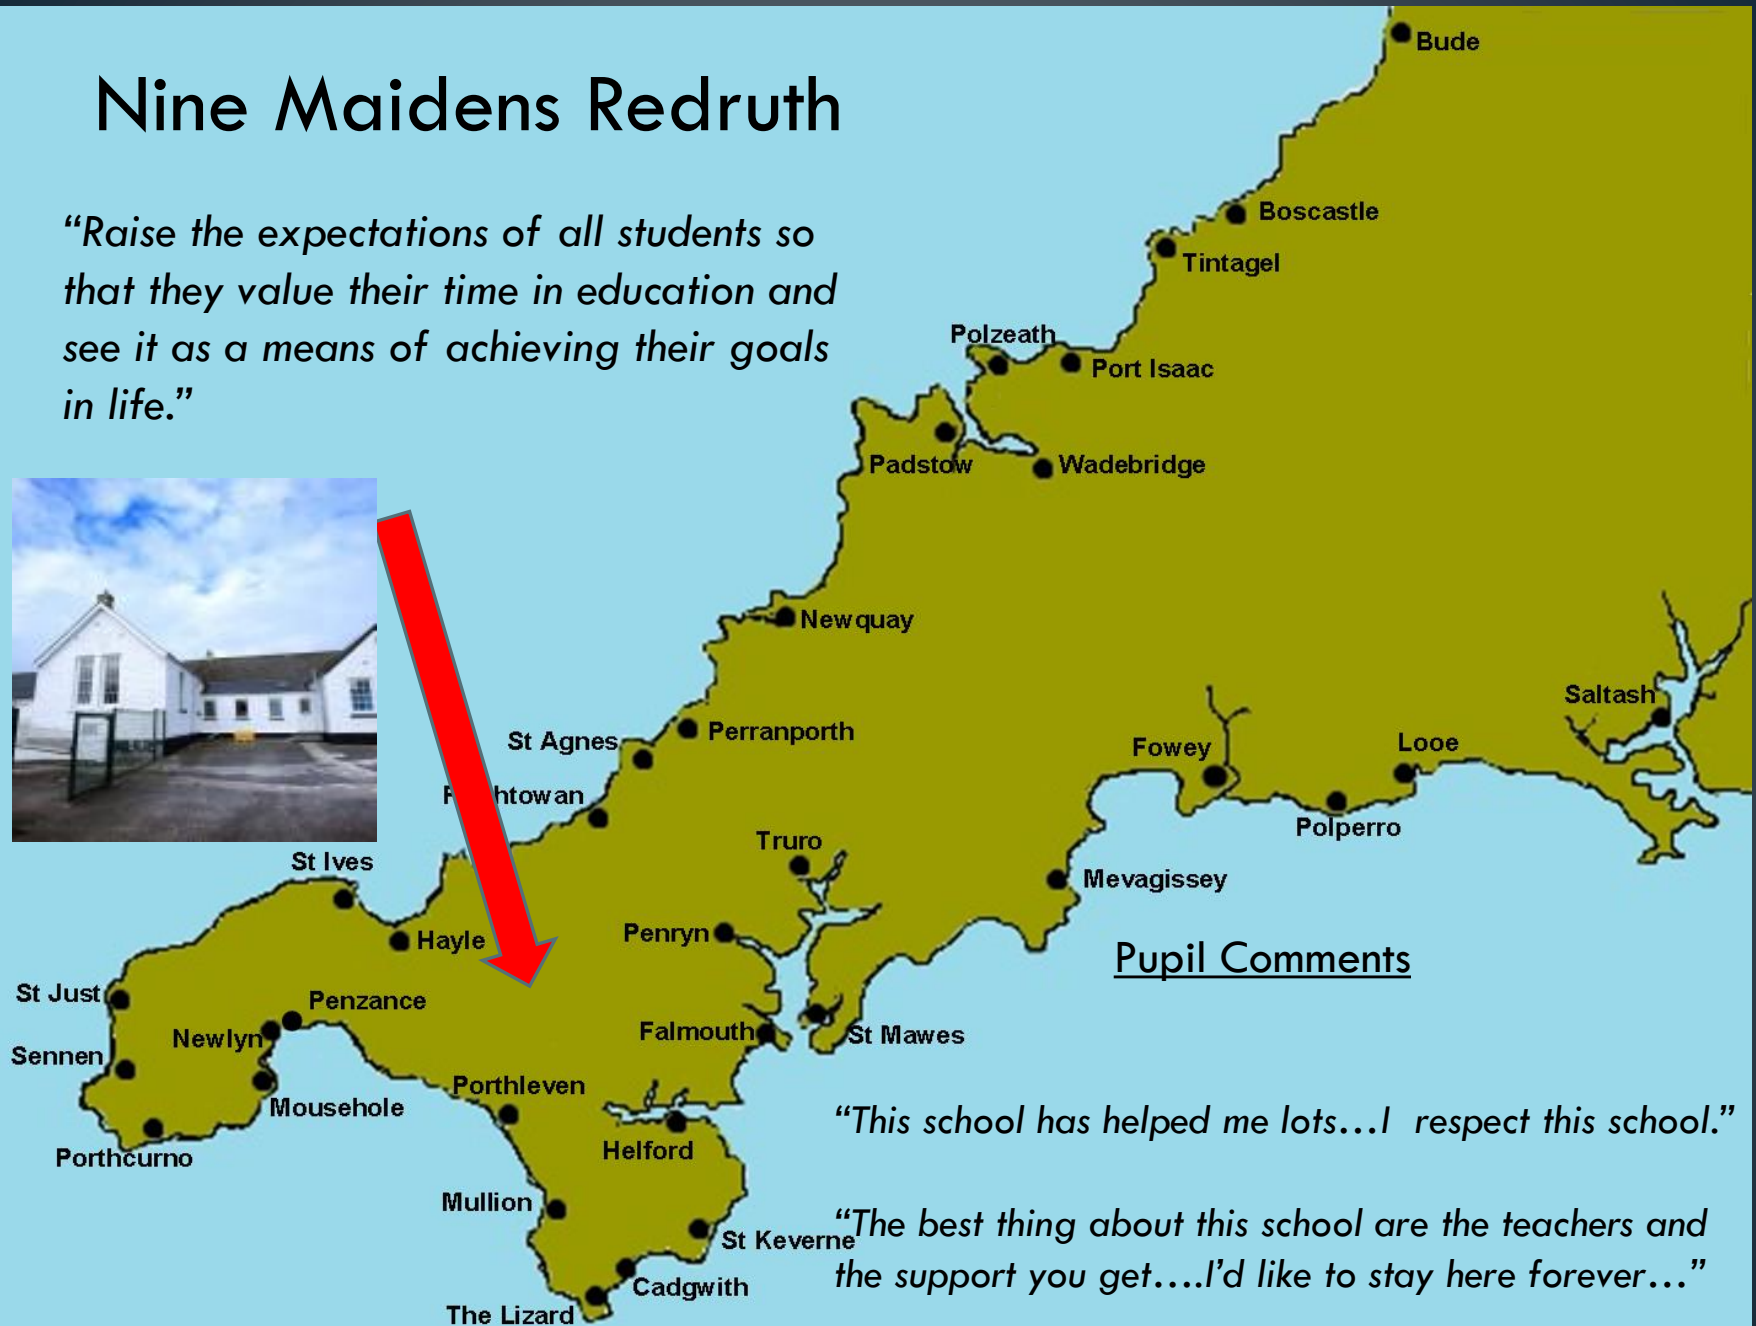 Nine Maidens Redruth
“Raise the expectations of all students so
that they value their time in education and
see it as a means of achieving their goals
in life.”
Bude
Boscastle
Tintagel
Polzeath
Port Isaac
Padstow
Wadebridge
Newquay
Saltash
St Agnes
Perranporth
Fowey
Looe
htowan
Polperro
Truro
St Ives
Mevagissey
Hayle
Penryn
Pupil Comments
St Just
Penzance
Newlyn
Falmouth
St Mawes
Sennen
Porthleven
Mousehole
“This school has helped me lots...I respect this school.”
Porthcurno
Helford
Mullion
St Keverne
“The best thing about this school are the teachers and
the support you get....I’d like to stay here forever...”
Cadgwith
The Lizard